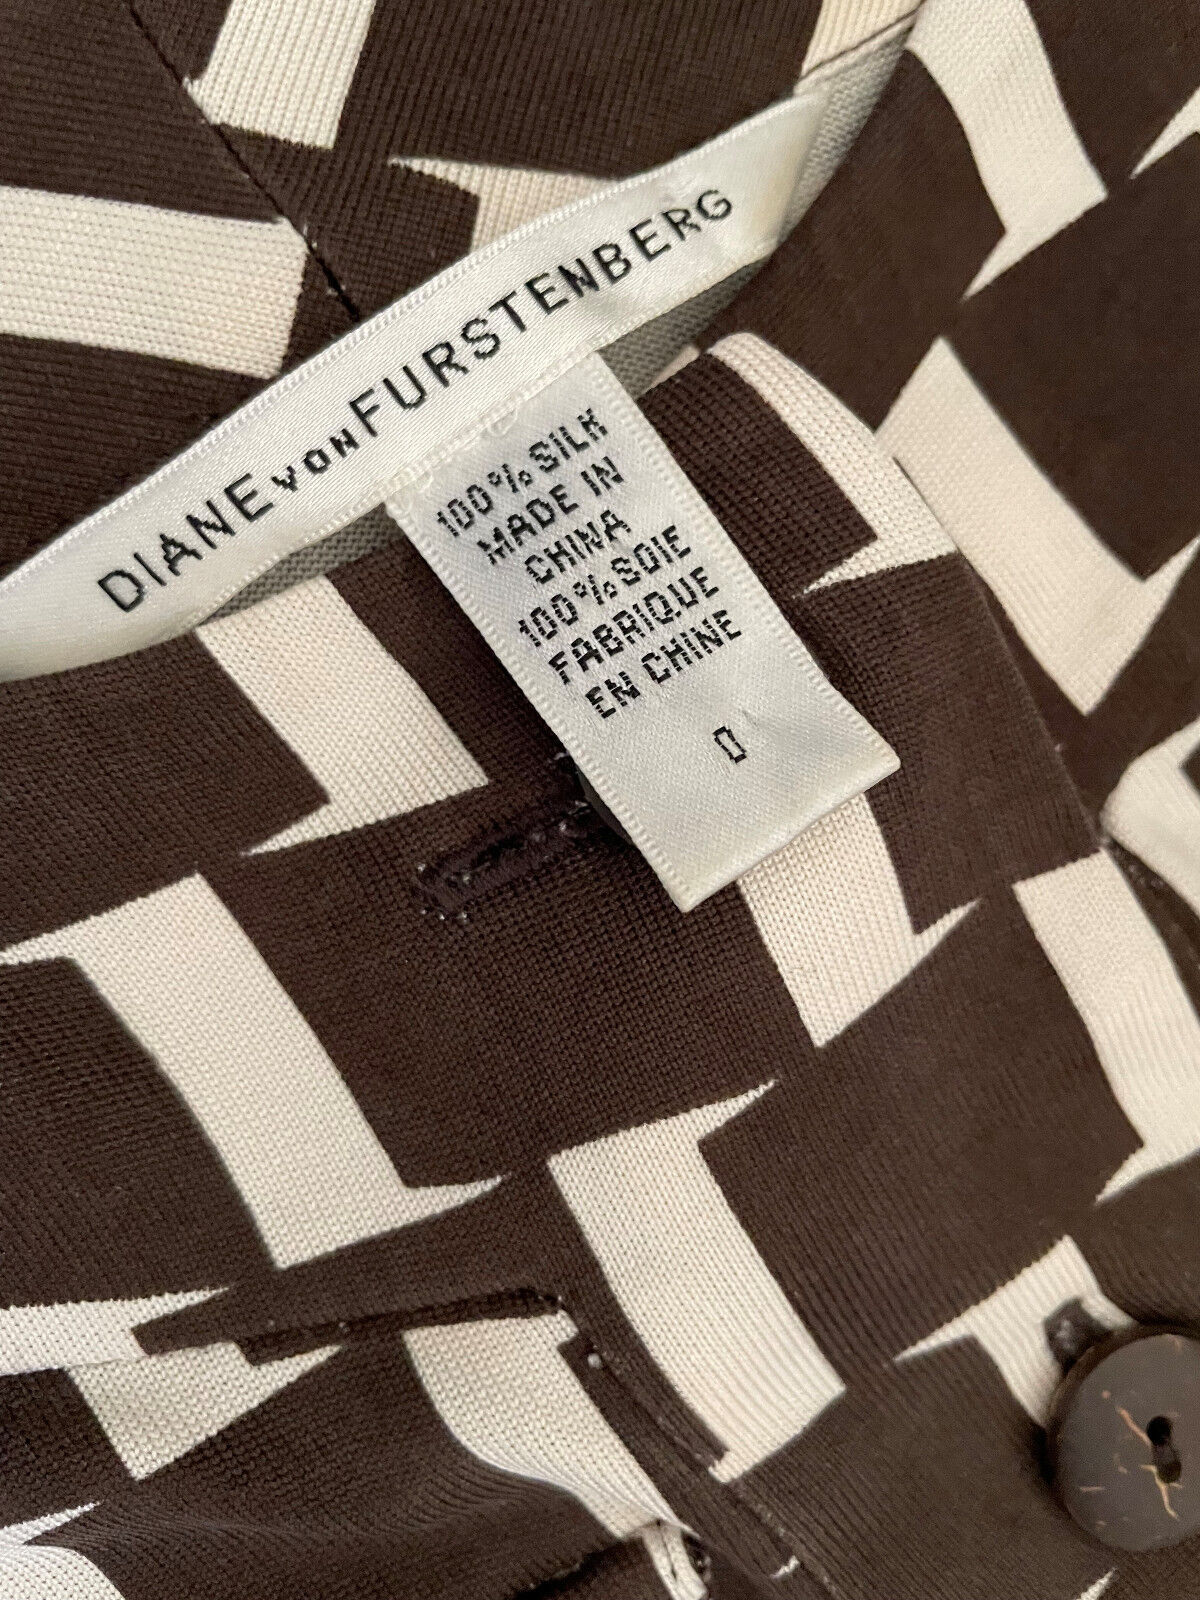 DIANE VON FURSTENBERG
100% SILK
MADE IN
CHINA
100% SOIE
FABRIQUE
EN CHINE
0